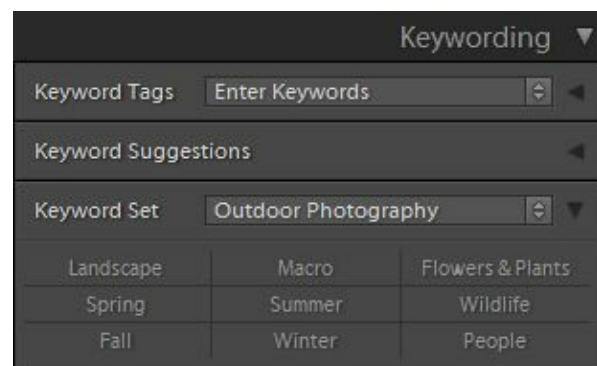 Keywording
Keyword Tags Enter Keywords
Keyword Suggestions
Keyword Set Outdoor Photography
Landscape Macro Flowers & Plants
Spring Summer Wildlife
Fall Winter People